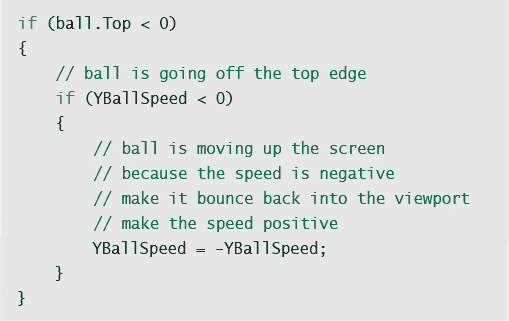 if (ball.Top < 0)
{
    // ball is going off the top edge
    if (YBallSpeed < 0)
    {
        // ball is moving up the screen
        // because the speed is negative
        // make it bounce back into the viewport
        // make the speed positive
        YBallSpeed = -YBallSpeed;
    }
}